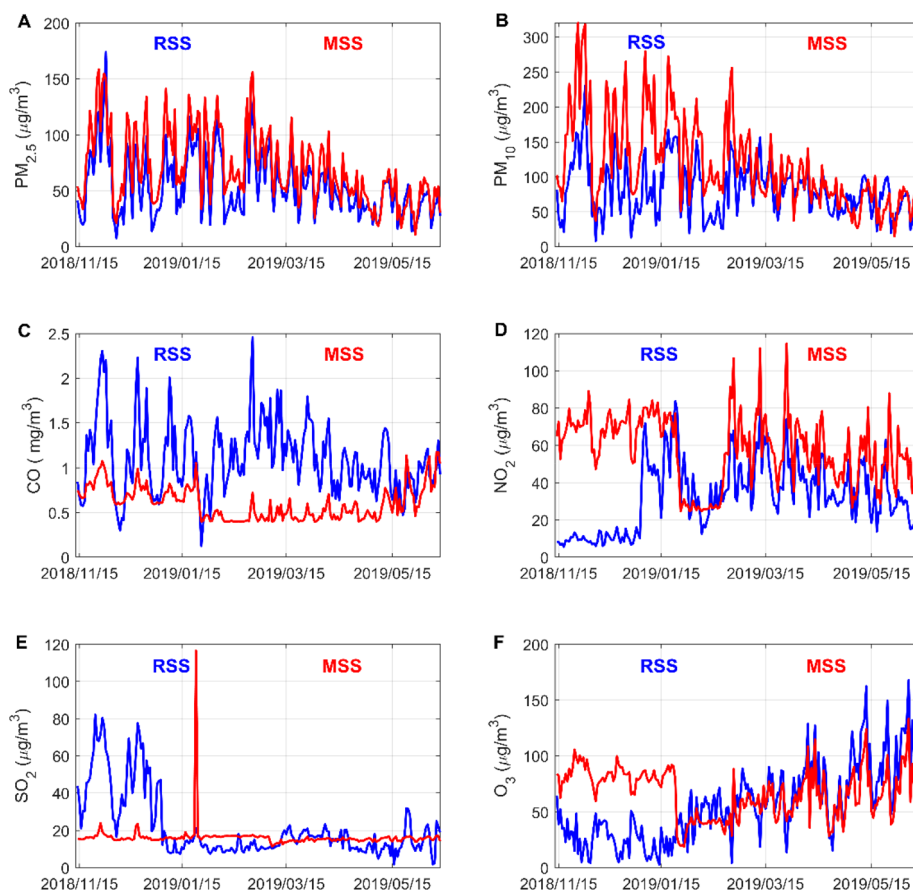 A
RSS
MSS
PM2.5 (μg/m3)
200
150
100
50
0
2018/11/15
2019/01/15
2019/03/15
2019/05/15
B
RSS
MSS
PM10 (μg/m3)
300
250
200
150
100
50
0
2018/11/15
2019/01/15
2019/03/15
2019/05/15
C
RSS
MSS
CO ( mg/m3)
2.5
2
1.5
1
0.5
0
2018/11/15
2019/01/15
2019/03/15
2019/05/15
D
RSS
MSS
NO2 (μg/m3)
120
100
80
60
40
20
0
2018/11/15
2019/01/15
2019/03/15
2019/05/15
E
RSS
MSS
SO2 (μg/m3)
120
100
80
60
40
20
0
2018/11/15
2019/01/15
2019/03/15
2019/05/15
F
RSS
MSS
O3 (μg/m3)
200
150
100
50
0
2018/11/15
2019/01/15
2019/03/15
2019/05/15